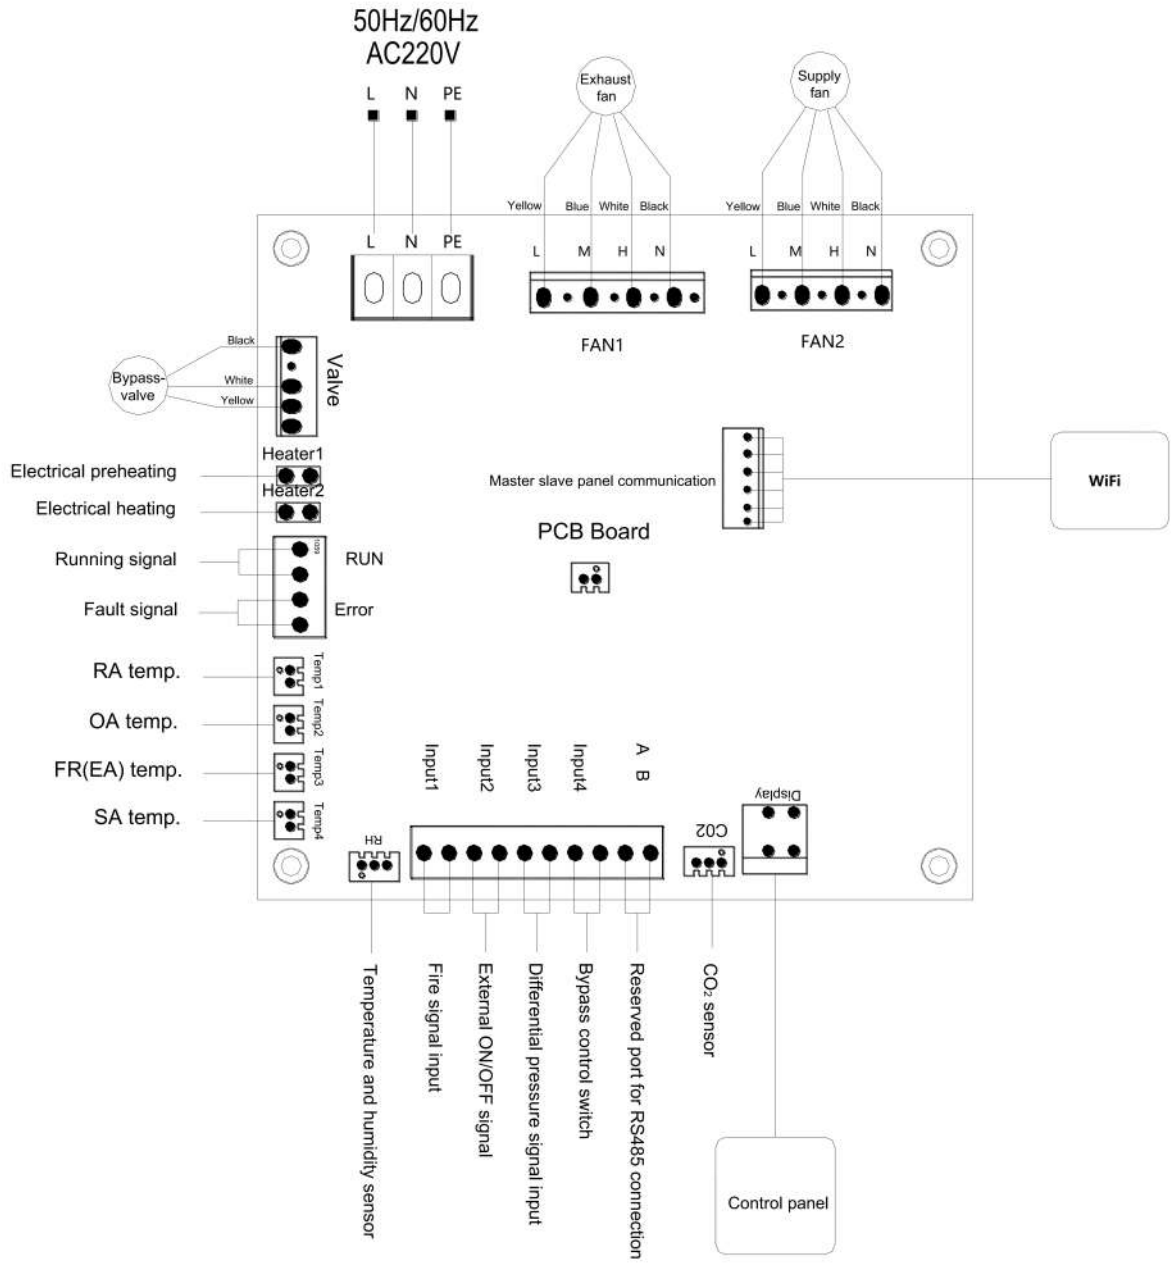 50Hz/60Hz
AC220V
L N PE
Exhaust
fan
Supply
fan
Yellow Blue White Black
Yellow Blue White Black
L N PE
L M H N
L M H N
FAN1
FAN2
Black
White
Yellow
Bypass-
valve
Valve
Heater1
Electrical preheating
Heater2
Electrical heating
Master slave panel communication
WiFi
PCB Board
1039
Running signal
RUN
Fault signal
Error
RA temp.
Temp1
OA temp.
Temp2
FR(EA) temp.
Temp3
SA temp.
Temp4
Input1
Input2
Input3
Input4
A
B
Display
RH
C02
Temperature and humidity sensor
Fire signal input
External ON/OFF signal
Differential pressure signal input
Bypass control switch
Reserved port for RS485 connection
CO₂ sensor
Control panel